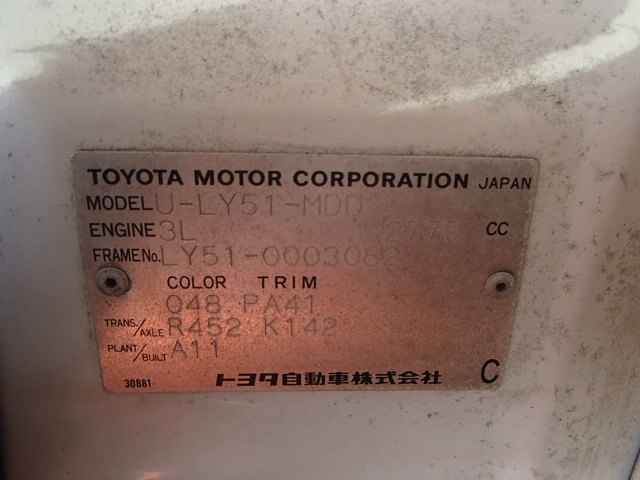 TOYOTA MOTOR CORPORATION JAPAN
MODEL U-LY51-MDD
ENGINE 3L 2779 CC
FRAME No. LY51-0003082
COLOR TRIM
048 PA41
TRANS./AXLE R452 K142
PLANT/BUILT A11
30881 トヨタ自動車株式会社 C